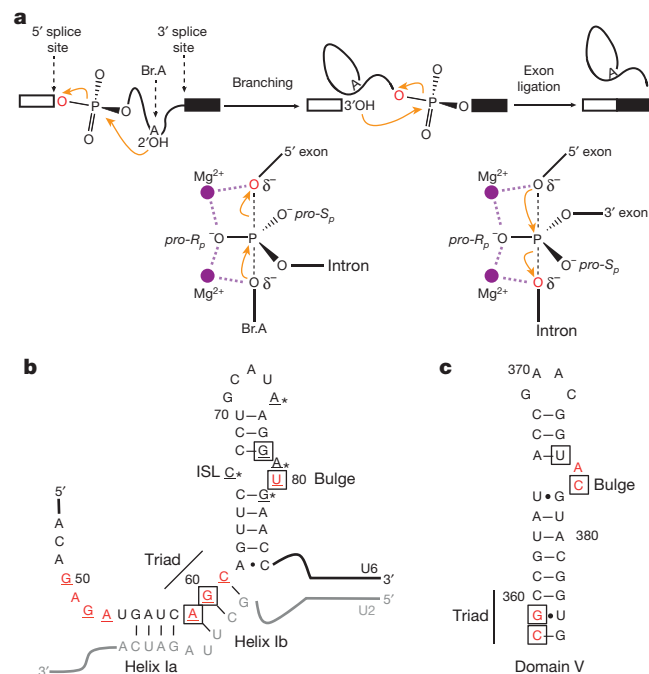 a
5′ splice site
3′ splice site
Br.A
O
O
P
O
O
A
2′OH
Branching
A
3′OH
O
O
P
O
O
Exon ligation
A
5′ exon
Mg²⁺
O δ⁻
O⁻ pro-Sₚ
pro-Rₚ ⁻O
P
O
Intron
Mg²⁺
O δ⁻
Br.A
5′ exon
Mg²⁺
O δ⁻
O
3′ exon
pro-Rₚ ⁻O
P
O⁻ pro-Sₚ
Mg²⁺
O δ⁻
Intron
b
A
C U
G A*
70 U A
C G
C G
A*
ISL C*
U 80 Bulge
C G*
U A
U A
G C
A • C
5′
A
C
A
G 50
A
G
A
U G A U C A G C
60
Triad
U6 3′
5′
U2
G
C
U
A C U A G A U
3′
Helix Ia
Helix Ib
c
370 A A
G C
C G
C G
A U
A
C Bulge
U • G
A U
U A 380
G C
C G
360 C G
Triad
G • U
C G
Domain V